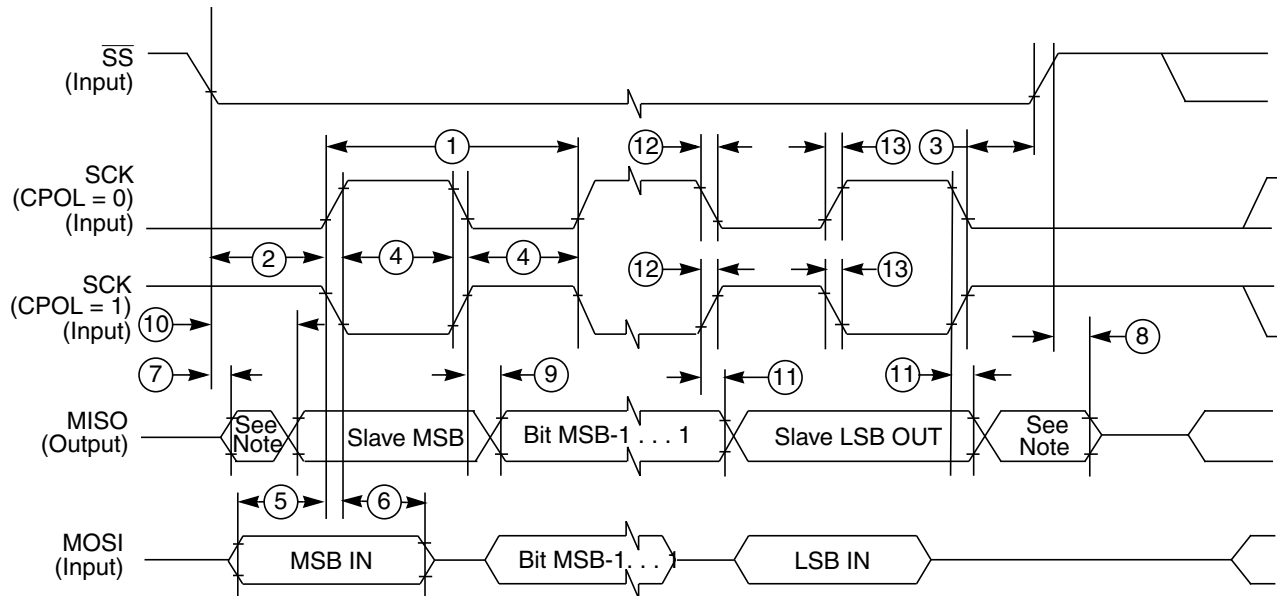 SS
(Input)
1
12
13
3
SCK
(CPOL = 0)
(Input)
2
4
4
12
13
SCK
(CPOL = 1)
(Input)
10
8
7
9
11
11
MISO
(Output)
See
Note
Slave MSB
Bit MSB-1 . . . 1
Slave LSB OUT
See
Note
5
6
MOSI
(Input)
MSB IN
Bit MSB-1. . . 1
LSB IN